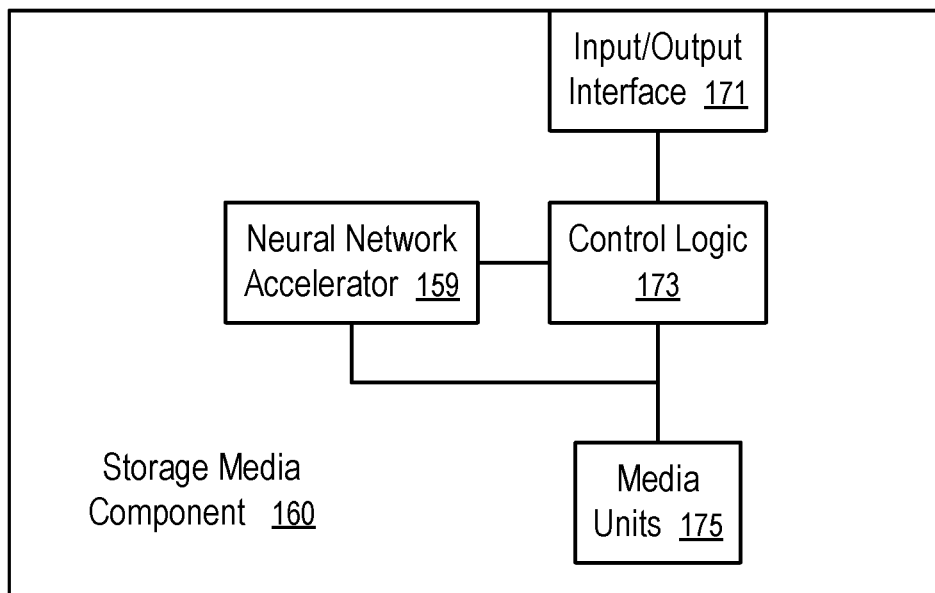 Input/Output
Interface 171
Neural Network
Accelerator 159
Control Logic
173
Storage Media
Component 160
Media
Units 175